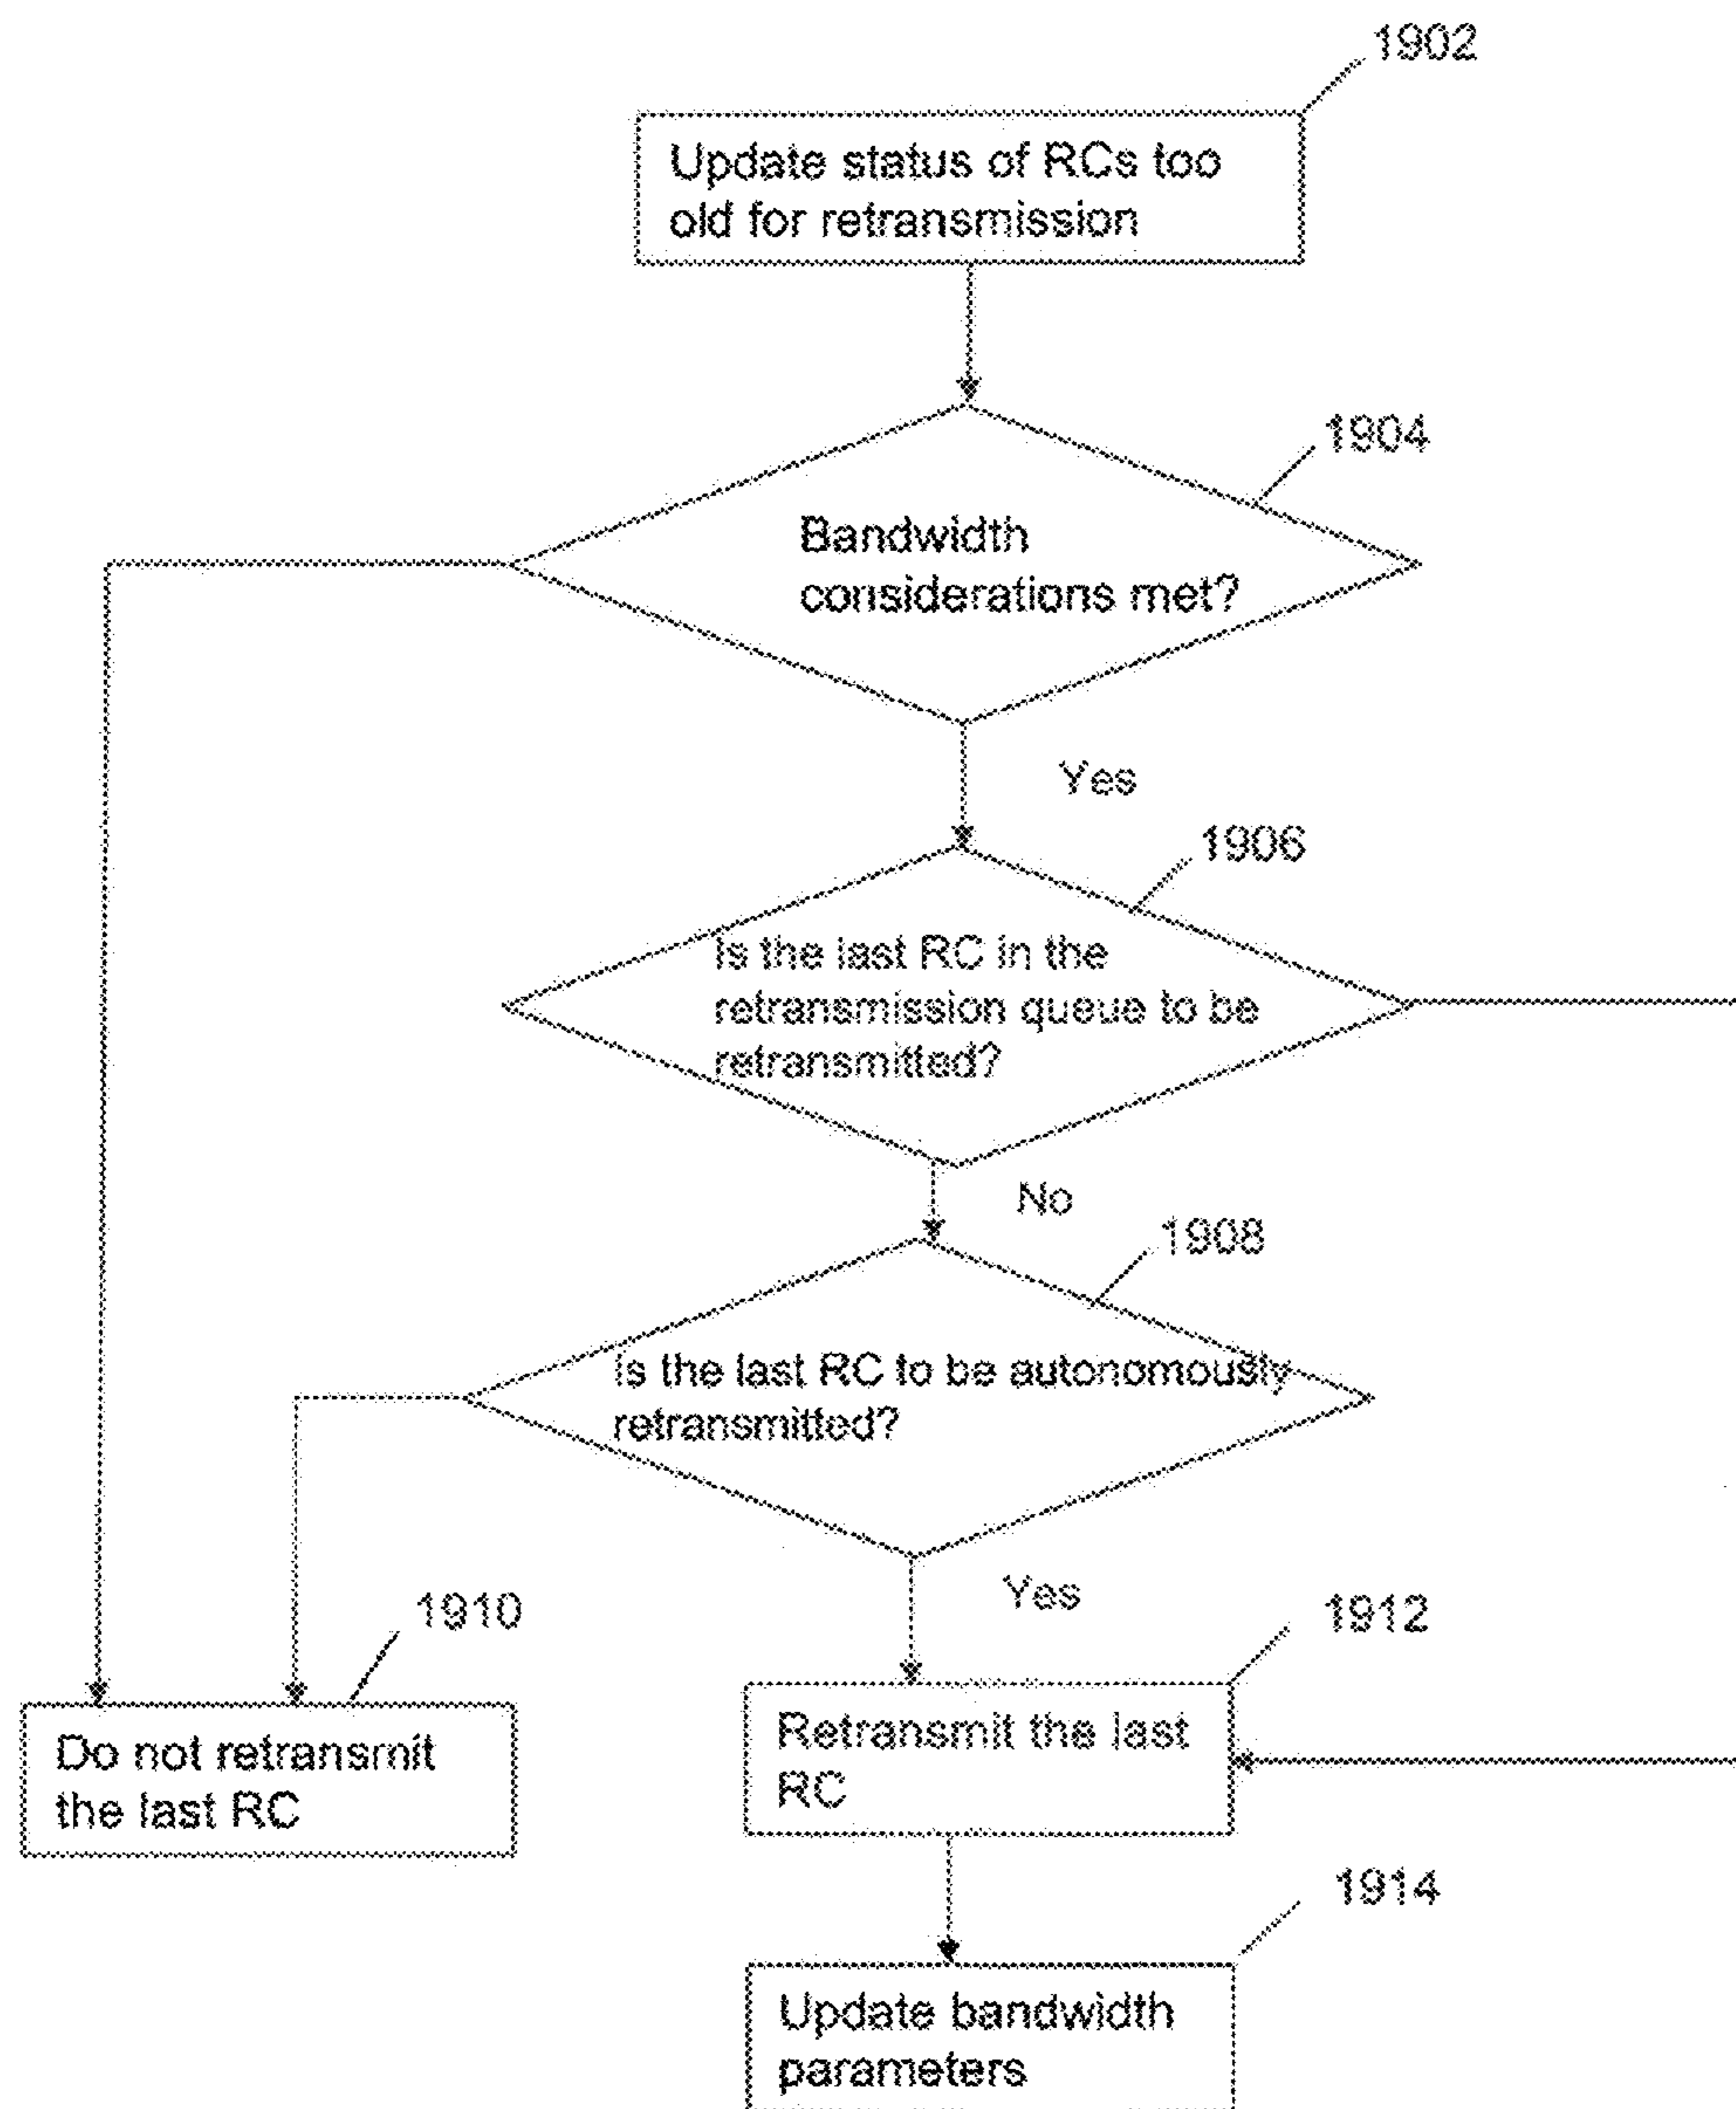 1902
Update status of RCs too
old for retransmission
1904
Bandwidth
considerations met?
Yes
1906
Is the last RC in the
retransmission queue to be
retransmitted?
No
1908
Is the last RC to be autonomously
retransmitted?
Yes
1910
1912
Do not retransmit
the last RC
Retransmit the last
RC
1914
Update bandwidth
parameters